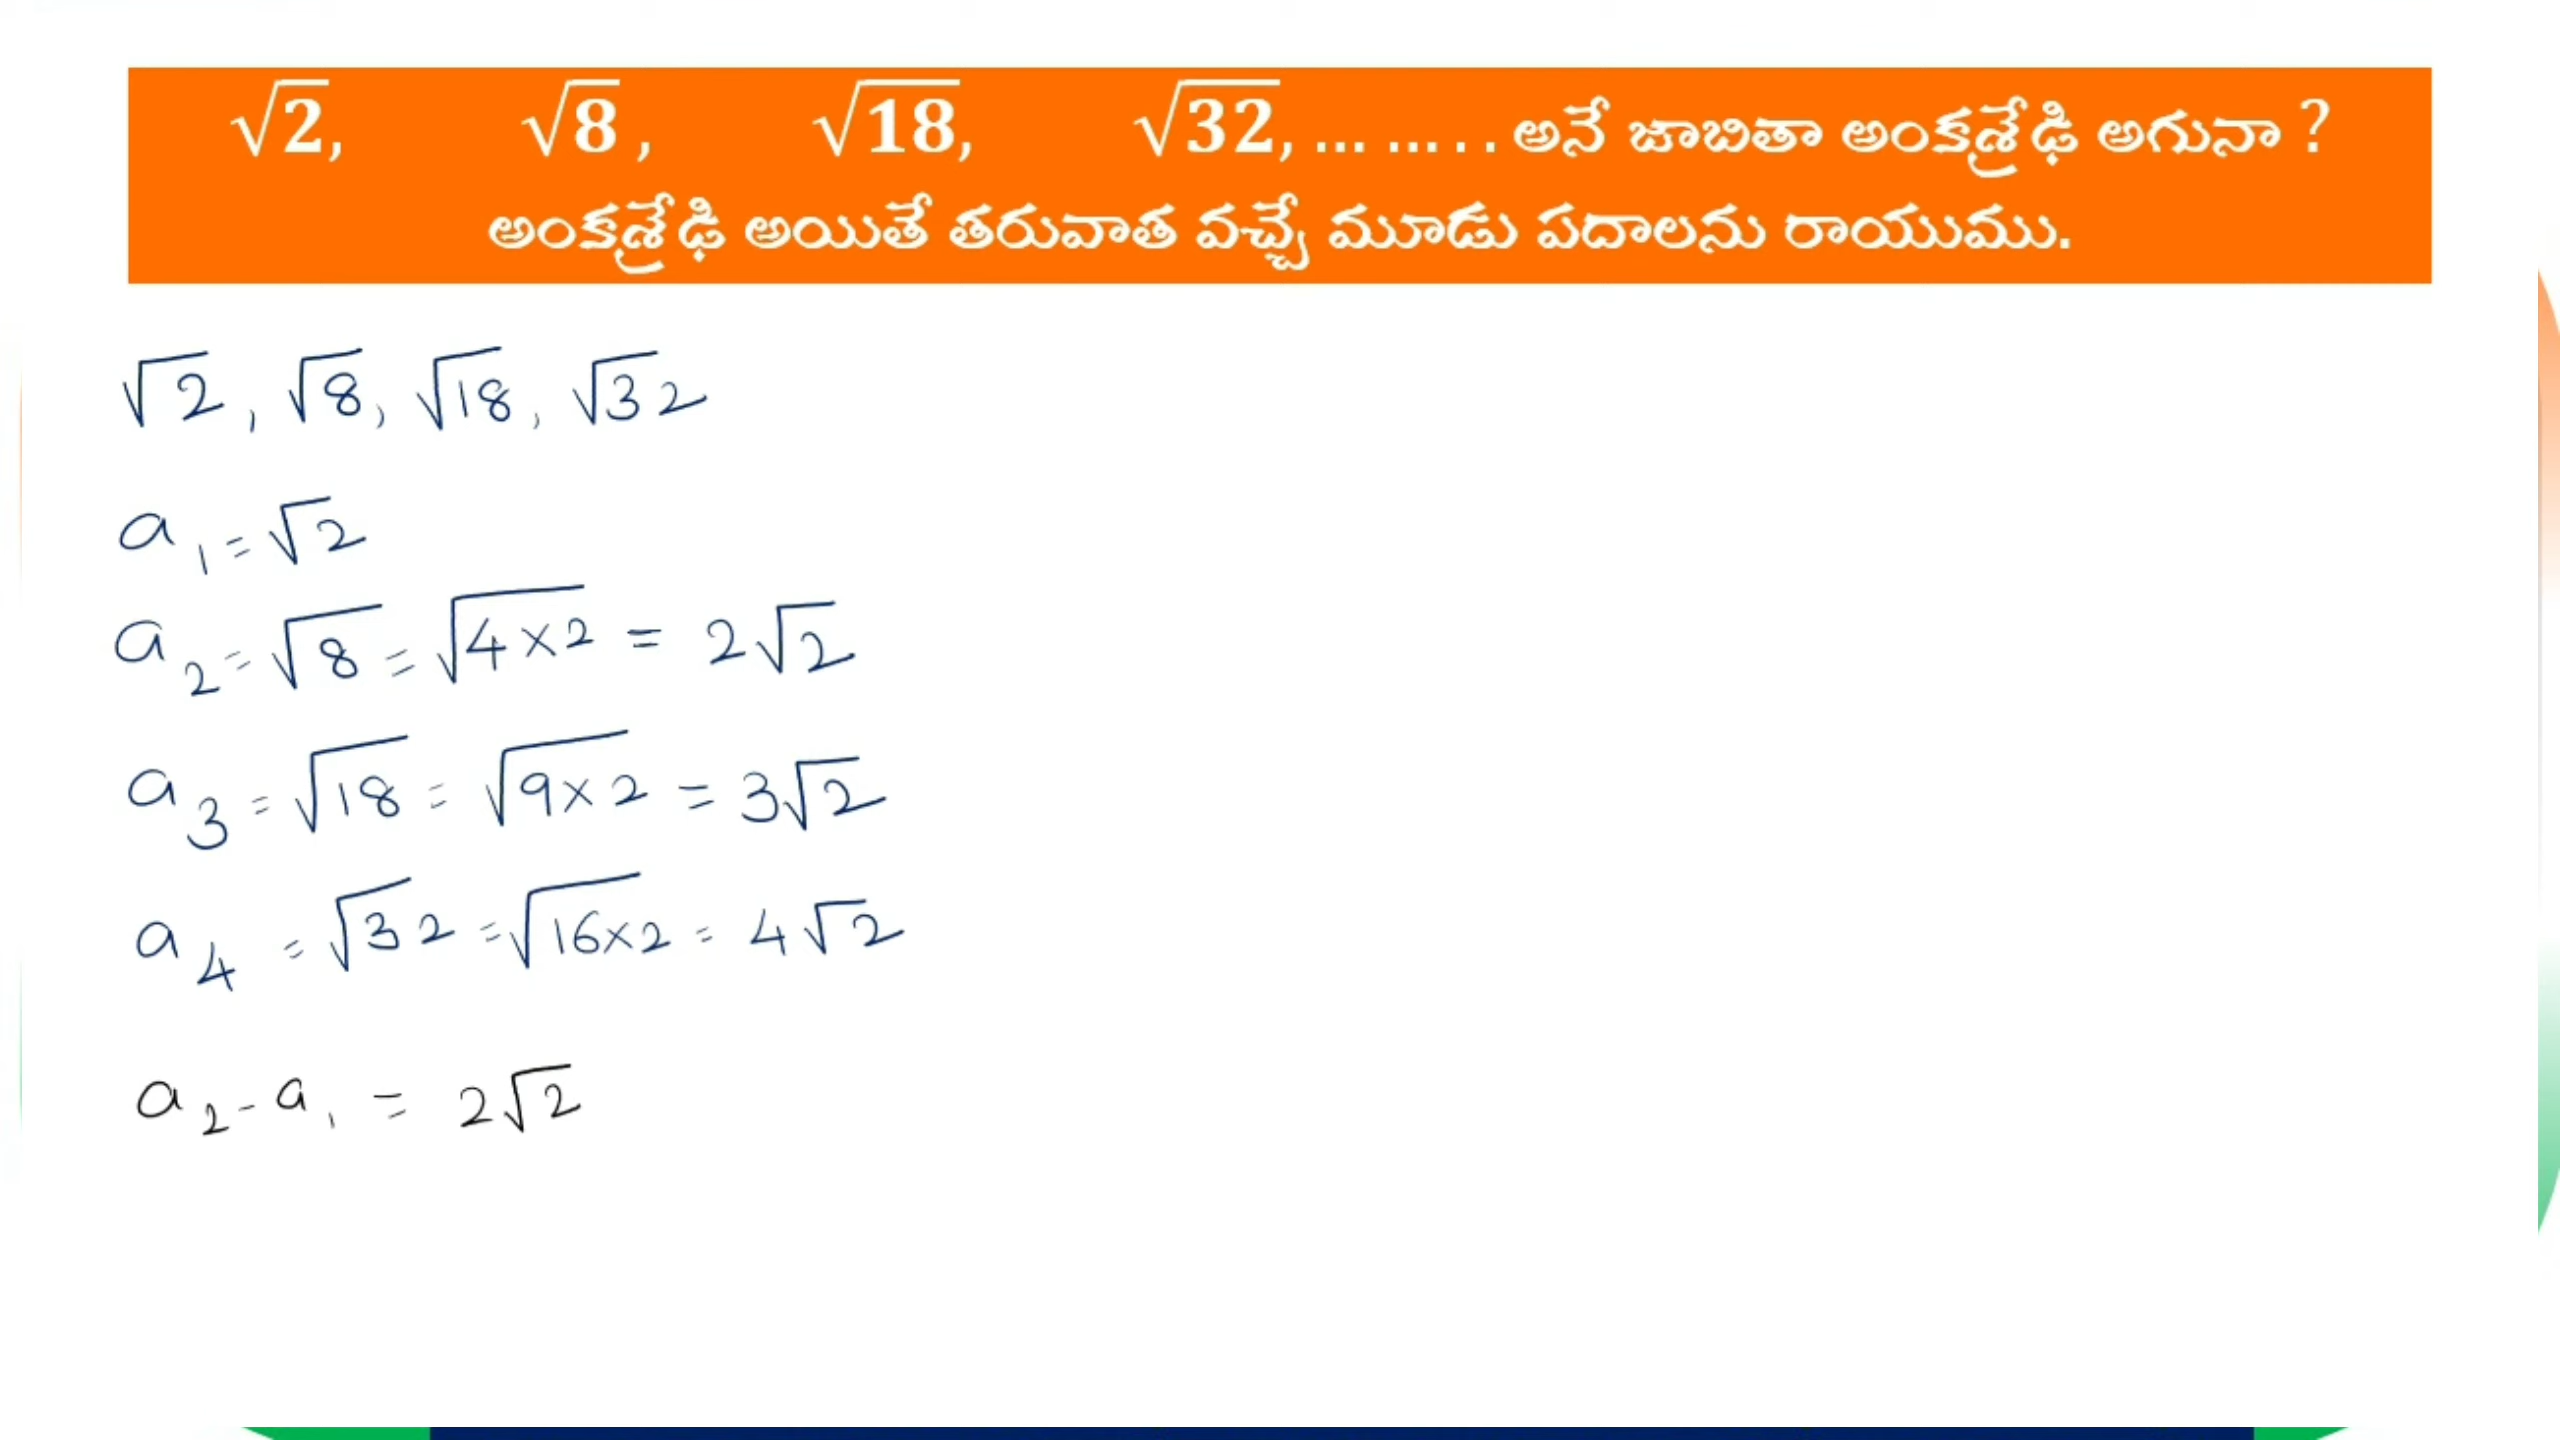 √2, √8, √18, √32, ... ... . . అనే జాబితా అంకశ్రేఢి అగునా ?
అంకశ్రేఢి అయితే తరువాత వచ్చే మూడు పదాలను రాయుము.
√2, √8, √18, √32
a₁ = √2
a₂ = √8 = √4×2 = 2√2
a₃ = √18 = √9×2 = 3√2
a₄ = √32 = √16×2 = 4√2
a₂ - a₁ = 2√2